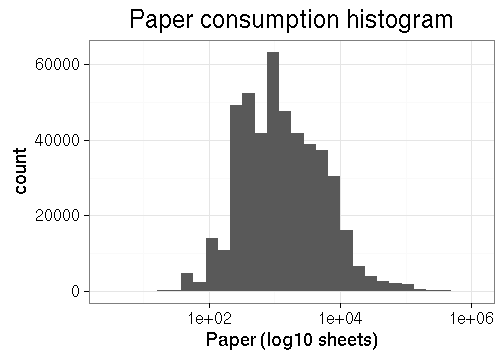 Paper consumption histogram
60000
40000
20000
0
count
1e+02
1e+04
1e+06
Paper (log10 sheets)